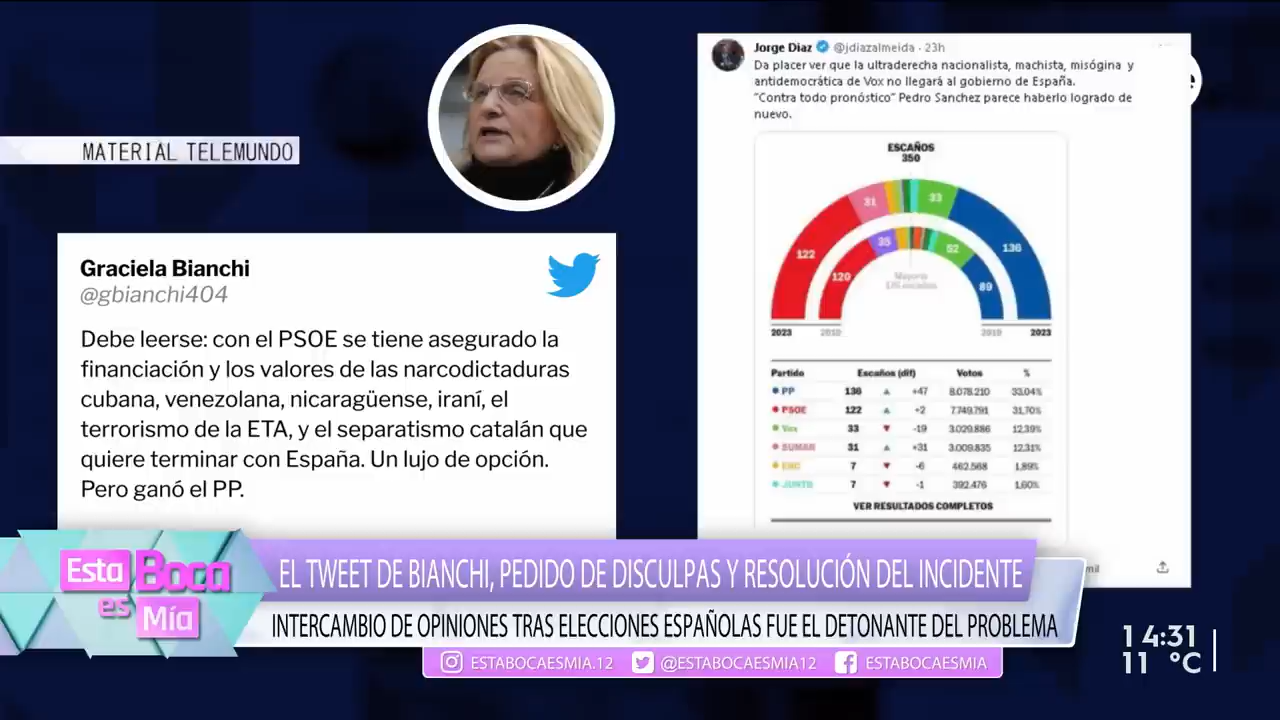 MATERIAL TELEMUNDO
Graciela Bianchi
@gbianchi404
Debe leerse: con el PSOE se tiene asegurado la
financiación y los valores de las narcodictaduras
cubana, venezolana, nicaragüense, iraní, el
terrorismo de la ETA, y el separatismo catalán que
quiere terminar con España. Un lujo de opción.
Pero ganó el PP.
Jorge Diaz @jdiazalmeida · 23h
Da placer ver que la ultraderecha nacionalista, machista, misógina y
antidemocrática de Vox no llegará al gobierno de España.
"Contra todo pronóstico" Pedro Sanchez parece haberlo logrado de
nuevo.
ESCAÑOS
350
31 33
122 136
35 52
120 89
Mayoría
176 escaños
2023 2019 2019 2023
Partido Escaños (dif) Votos %
PP 136 +47 8.078.210 33,04%
PSOE 122 +2 7.749.791 31,70%
Vox 33 -19 3.029.886 12,39%
SUMAR 31 +31 3.009.835 12,31%
ERC 7 -6 462.568 1,89%
JUNTS 7 -1 392.476 1,60%
VER RESULTADOS COMPLETOS
mil
Esta
Boca
es
Mía
EL TWEET DE BIANCHI, PEDIDO DE DISCULPAS Y RESOLUCIÓN DEL INCIDENTE
INTERCAMBIO DE OPINIONES TRAS ELECCIONES ESPAÑOLAS FUE EL DETONANTE DEL PROBLEMA
ESTABOCAESMIA.12 @ESTABOCAESMIA12 ESTABOCAESMIA
14:31
11 °C